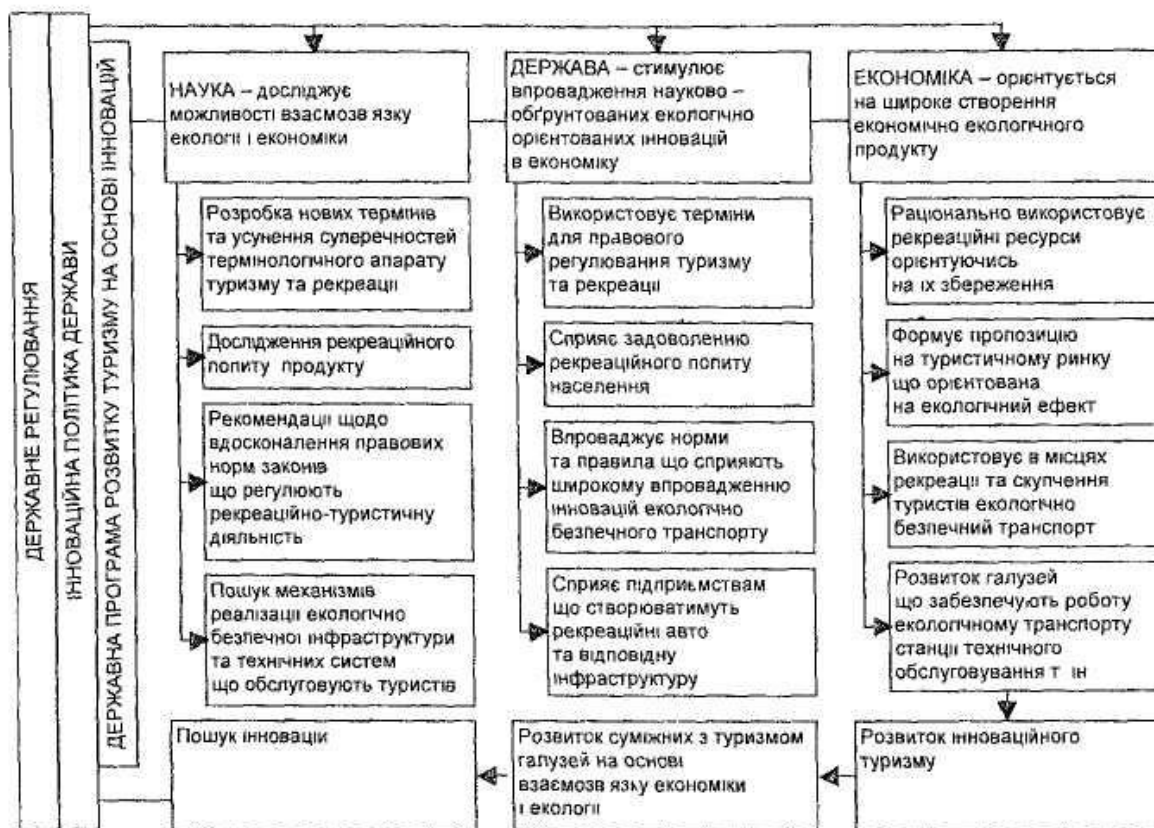 ДЕРЖАВНЕ РЕГУЛЮВАННЯ
ІННОВАЦІЙНА ПОЛІТИКА ДЕРЖАВИ
ДЕРЖАВНА ПРОГРАМА РОЗВИТКУ ТУРИЗМУ НА ОСНОВІ ІННОВАЦІЙ
НАУКА – досліджує
можливості взаємозв язку
екології і економіки
Розробка нових термінів
та усунення суперечностей
термінологічного апарату
туризму та рекреації
Дослідження рекреаційного
попиту продукту
Рекомендації щодо
вдосконалення правових
норм законів
що регулюють
рекреаційно-туристичну
діяльність
Пошук механізмів
реалізації екологічно
безпечної інфраструктури
та технічних систем
що обслуговують туристів
ДЕРЖАВА – стимулює
впровадження науково –
обґрунтованих екологічно
орієнтованих інновацій
в економіку
Використовує терміни
для правового
регулювання туризму
та рекреації
Сприяє задоволенню
рекреаційного попиту
населення
Впроваджує норми
та правила що сприяють
широкому впровадженню
інновацій екологічно
безпечного транспорту
Сприяє підприємствам
що створюватимуть
рекреаційні авто
та відповідну
інфраструктуру
ЕКОНОМІКА – орієнтується
на широке створення
економічно екологічного
продукту
Раціонально використовує
рекреаційні ресурси
орієнтуючись
на їх збереження
Формує пропозицію
на туристичному ринку
що орієнтована
на екологічний ефект
Використовує в місцях
рекреації та скупчення
туристів екологічно
безпечний транспорт
Розвиток галузей
що забезпечують роботу
екологічному транспорту
станції технічного
обслуговування т ін
Пошук інновацій
Розвиток суміжних з туризмом
галузей на основі
взаємозв язку економіки
і екології
Розвиток інноваційного
туризму